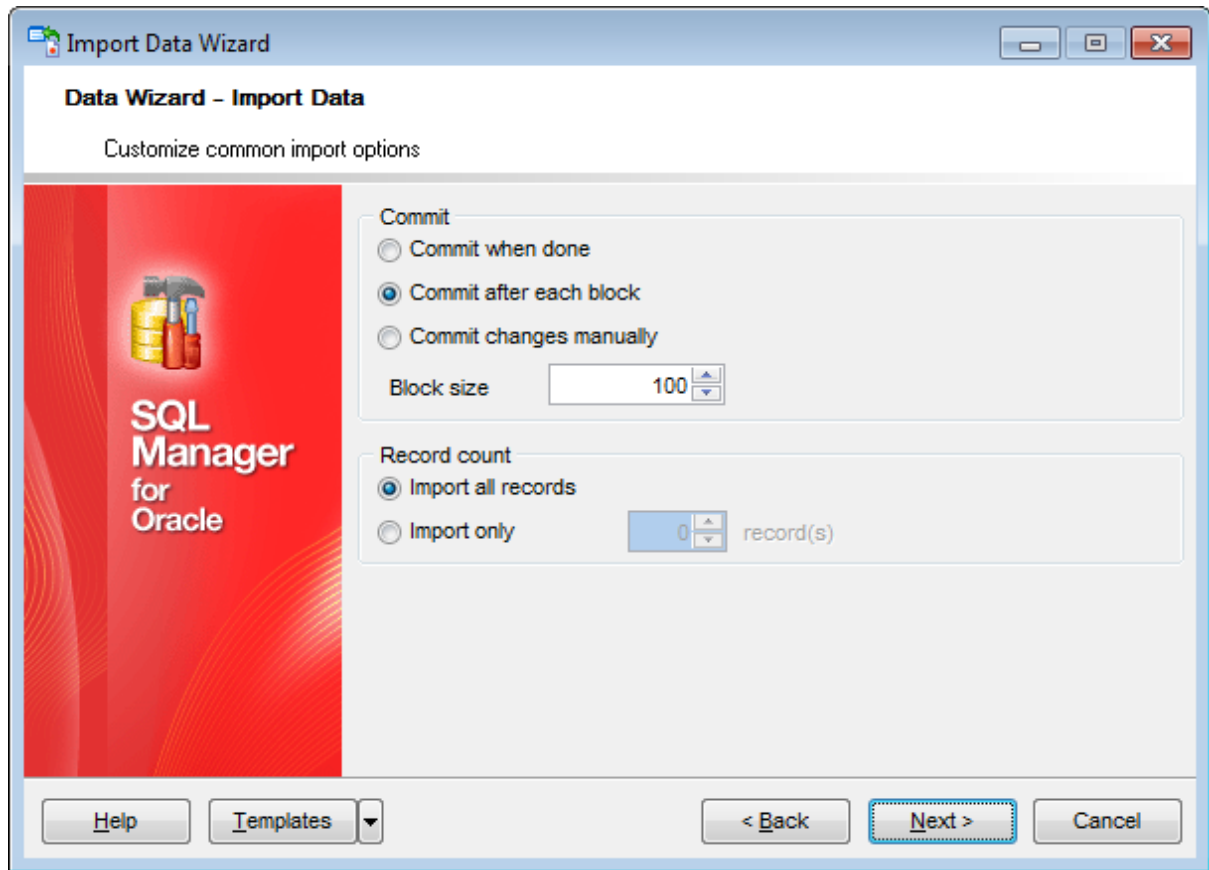 Import Data Wizard
Data Wizard - Import Data
Customize common import options
SQL
Manager
for
Oracle
Commit
Commit when done
Commit after each block
Commit changes manually
Block size 100
Record count
Import all records
Import only 0 record(s)
Help Templates < Back Next > Cancel